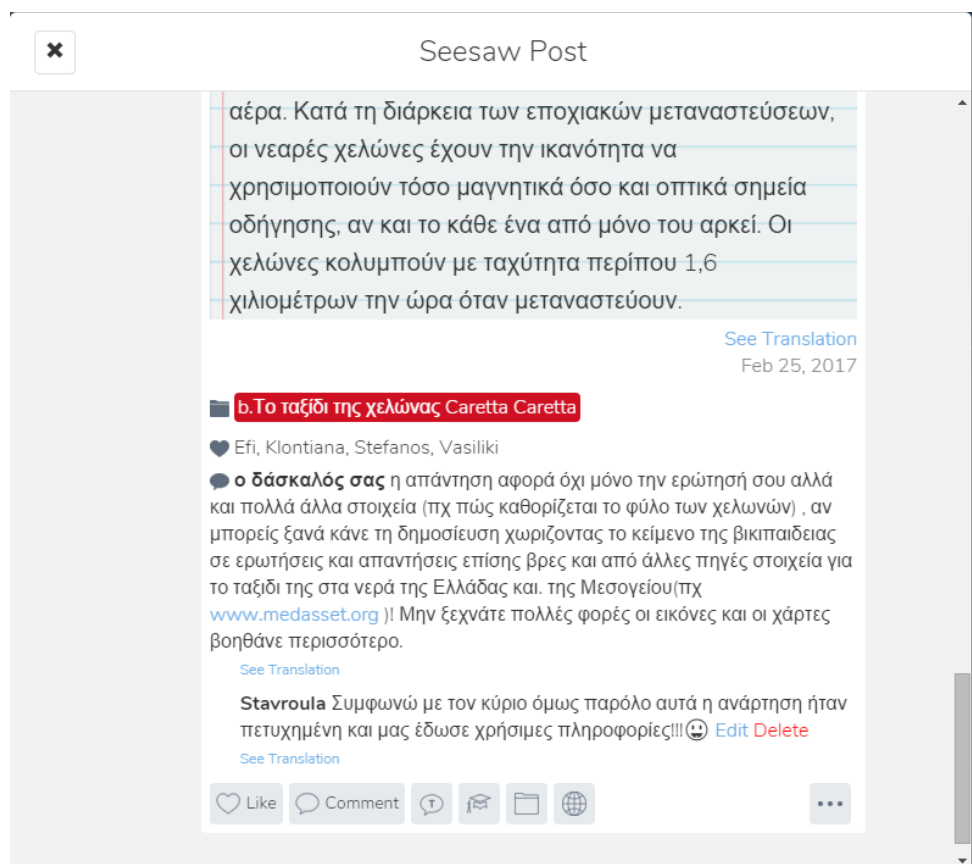 Seesaw Post
αέρα. Κατά τη διάρκεια των εποχιακών μεταναστεύσεων,
οι νεαρές χελώνες έχουν την ικανότητα να
χρησιμοποιούν τόσο μαγνητικά όσο και οπτικά σημεία
οδήγησης, αν και το κάθε ένα από μόνο του αρκεί. Οι
χελώνες κολυμπούν με ταχύτητα περίπου 1,6
χιλιομέτρων την ώρα όταν μεταναστεύουν.
See Translation
Feb 25, 2017
b.Το ταξίδι της χελώνας Caretta Caretta
Efi, Klontiana, Stefanos, Vasiliki
ο δάσκαλός σας η απάντηση αφορά όχι μόνο την ερώτησή σου αλλά
και πολλά άλλα στοιχεία (πχ πώς καθορίζεται το φύλο των χελωνών) , αν
μπορείς ξανά κάνε τη δημοσίευση χωριζοντας το κείμενο της βικιπαιδειας
σε ερωτήσεις και απαντήσεις επίσης βρες και από άλλες πηγές στοιχεία για
το ταξιδι της στα νερά της Ελλάδας και. της Μεσογείου(πχ
www.medasset.org )! Μην ξεχνάτε πολλές φορές οι εικόνες και οι χάρτες
βοηθάνε περισσότερο.
See Translation
Stavroula Συμφωνώ με τον κύριο όμως παρόλο αυτά η ανάρτηση ήταν
πετυχημένη και μας έδωσε χρήσιμες πληροφορίες!!!😀 Edit Delete
See Translation
Like Comment T